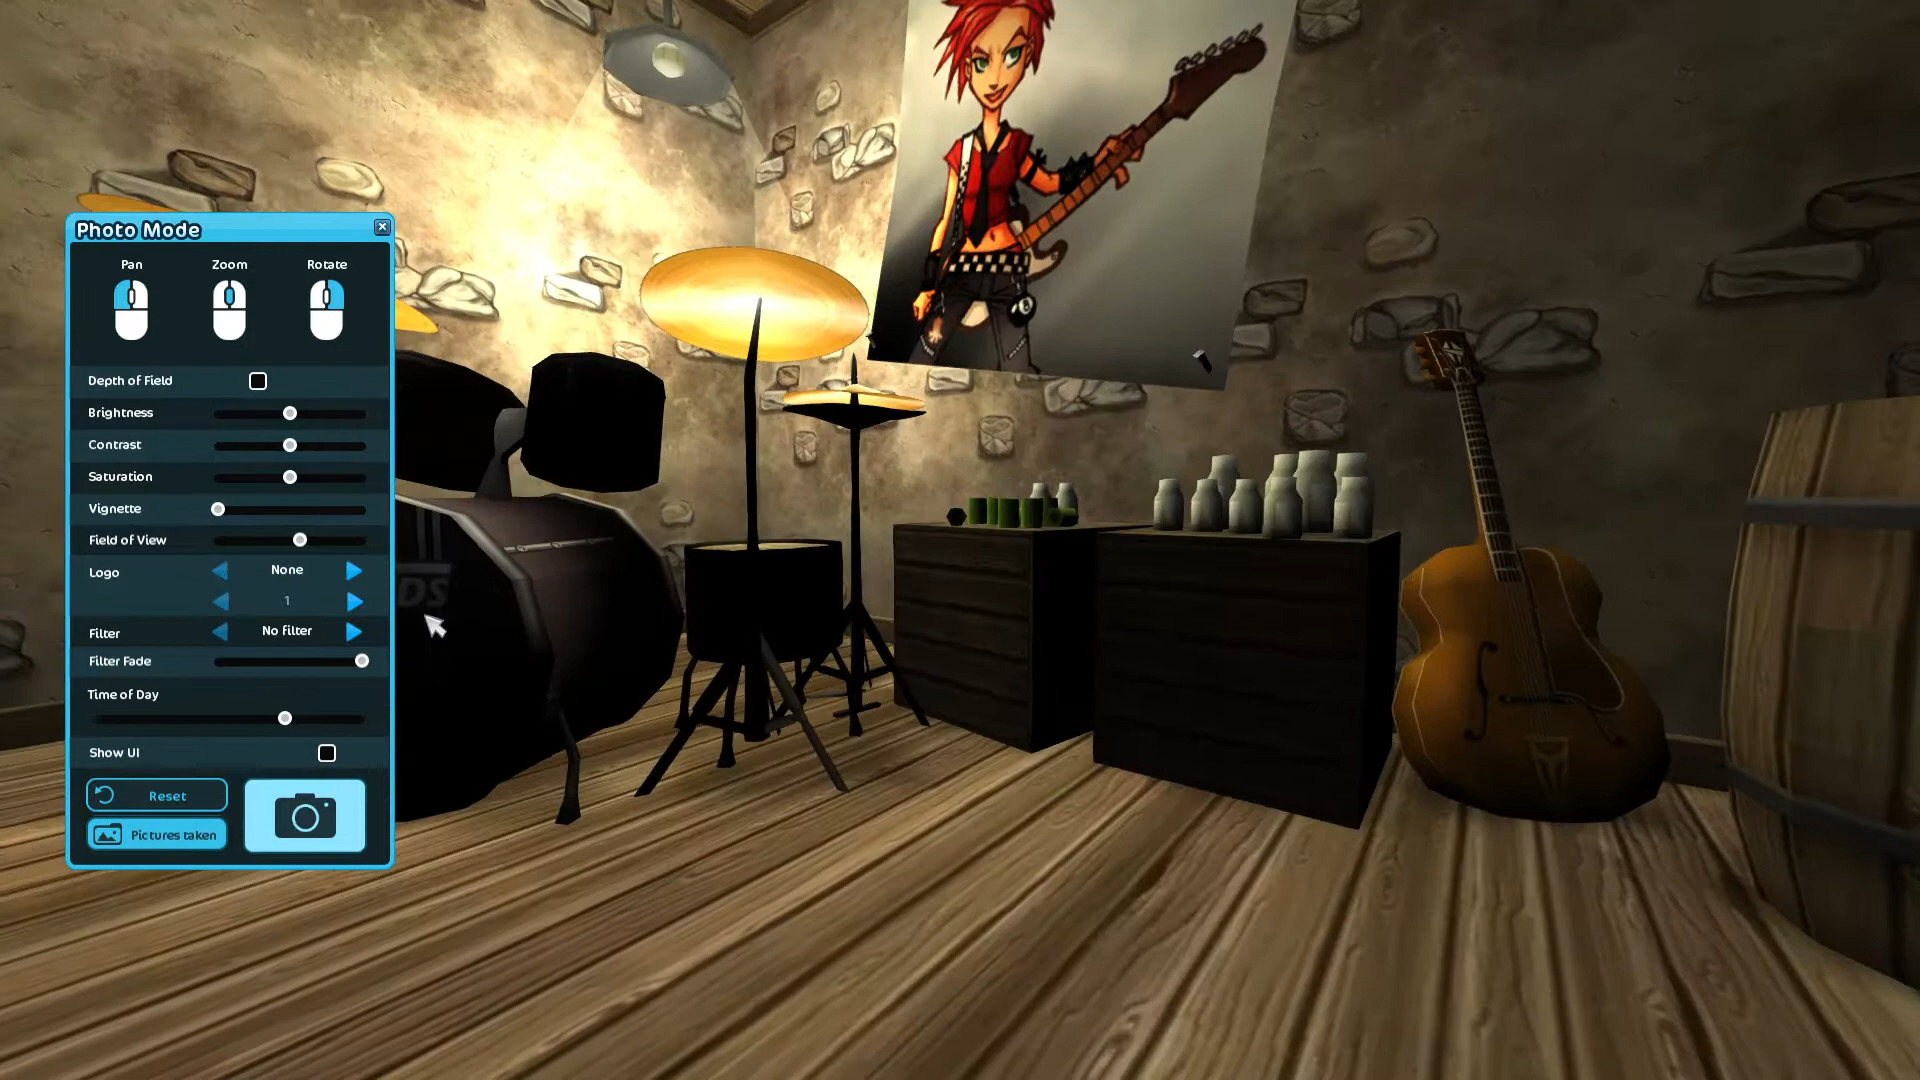 Photo Mode
Pan Zoom Rotate
Depth of Field
Brightness
Contrast
Saturation
Vignette
Field of View
Logo None
1
Filter No filter
Filter Fade
Time of Day
Show UI
Reset
Pictures taken